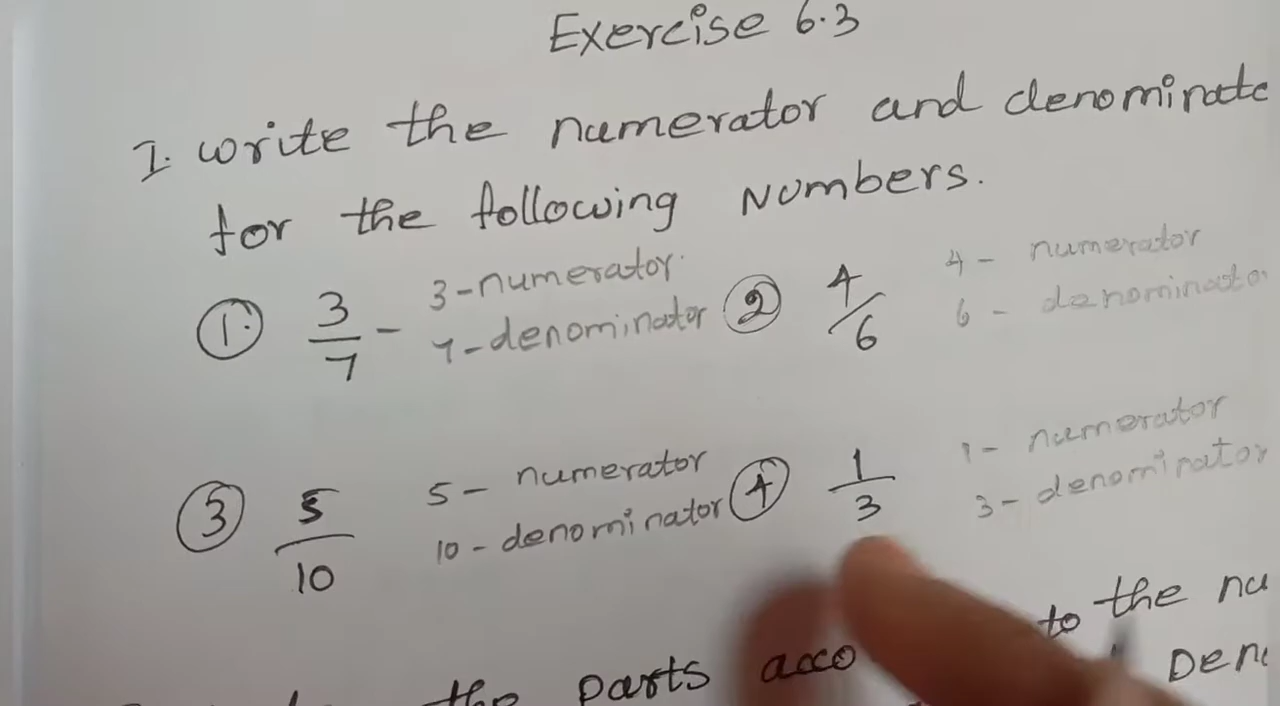 Exercise 6.3
I. write the numerator and denominato
for the following Numbers.
① 3/7 - 3-numerator
7-denominator
② 4/6 4 - numerator
6 - denominator
③ 5/10 5 - numerator
10 - denominator
④ 1/3 1 - numerator
3 - denominator
to the nu
the parts acco
Den